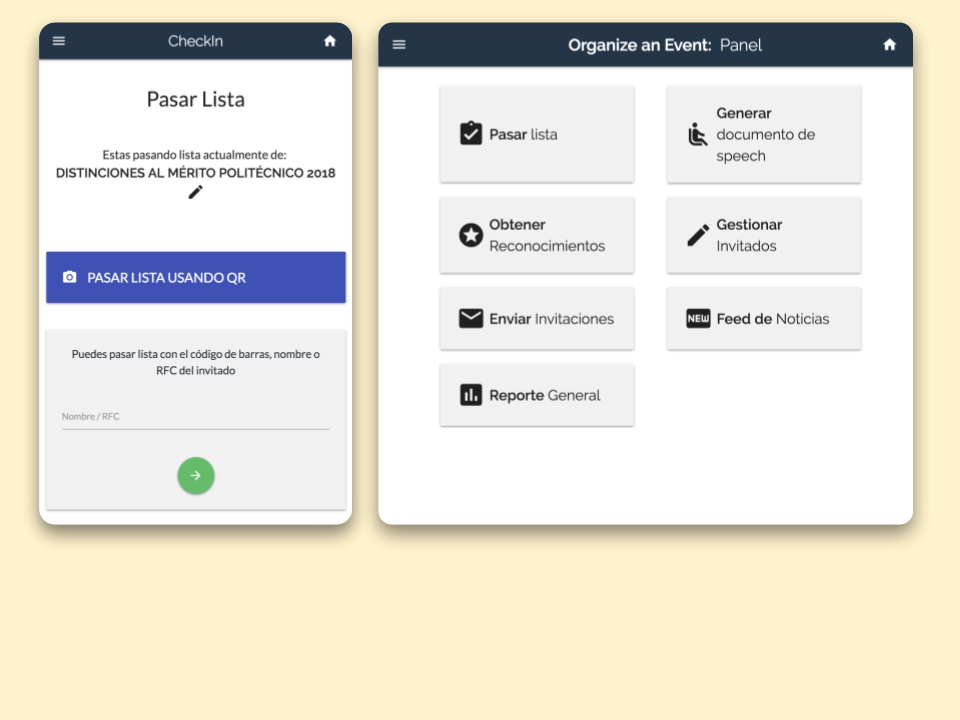 CheckIn
Pasar Lista
Estas pasando lista actualmente de:
DISTINCIONES AL MÉRITO POLITÉCNICO 2018
PASAR LISTA USANDO QR
Puedes pasar lista con el código de barras, nombre o
RFC del invitado
Nombre / RFC
Organize an Event: Panel
Pasar lista
Generar
documento de
speech
Obtener
Reconocimientos
Gestionar
Invitados
Enviar Invitaciones
NEW Feed de Noticias
Reporte General